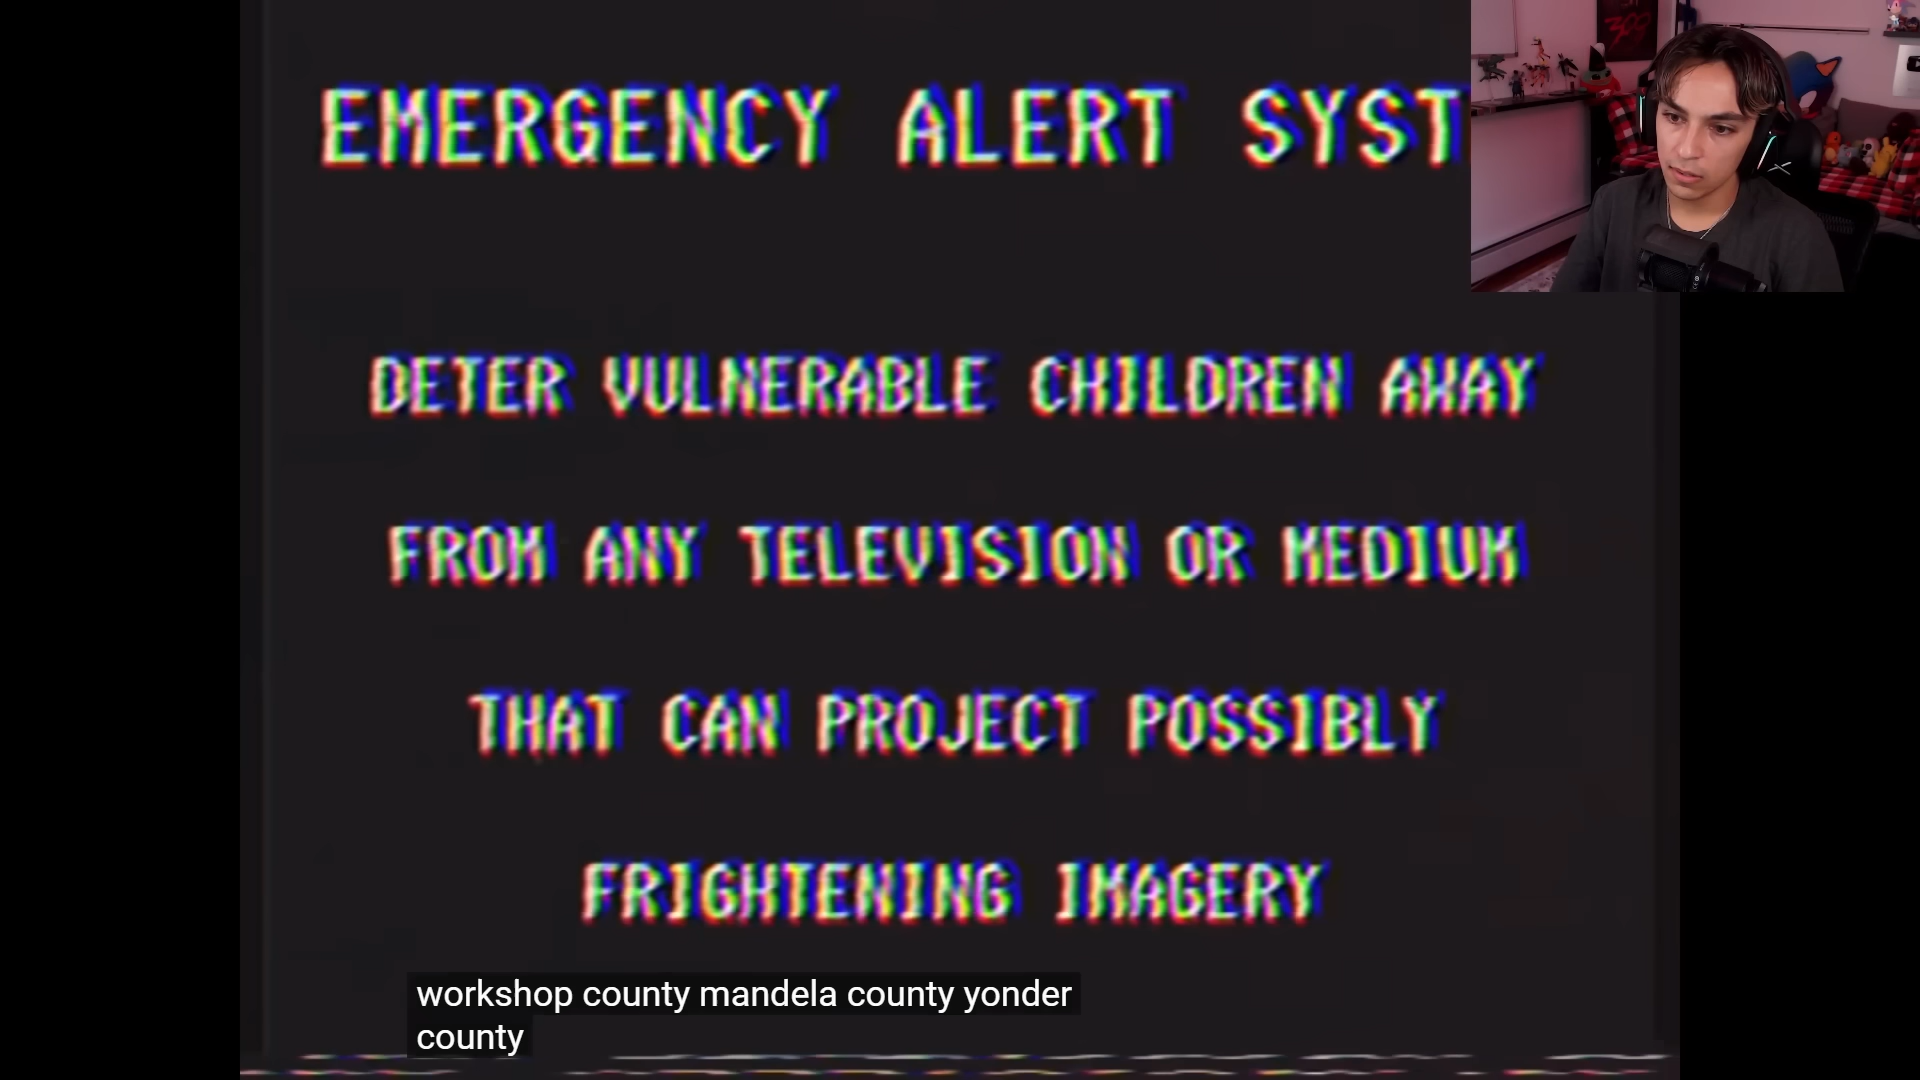 EMERGENCY ALERT SYST
DETER VULNERABLE CHILDREN AWAY
FROM ANY TELEVISION OR MEDIUM
THAT CAN PROJECT POSSIBLY
FRIGHTENING IMAGERY
workshop county mandela county yonder
county